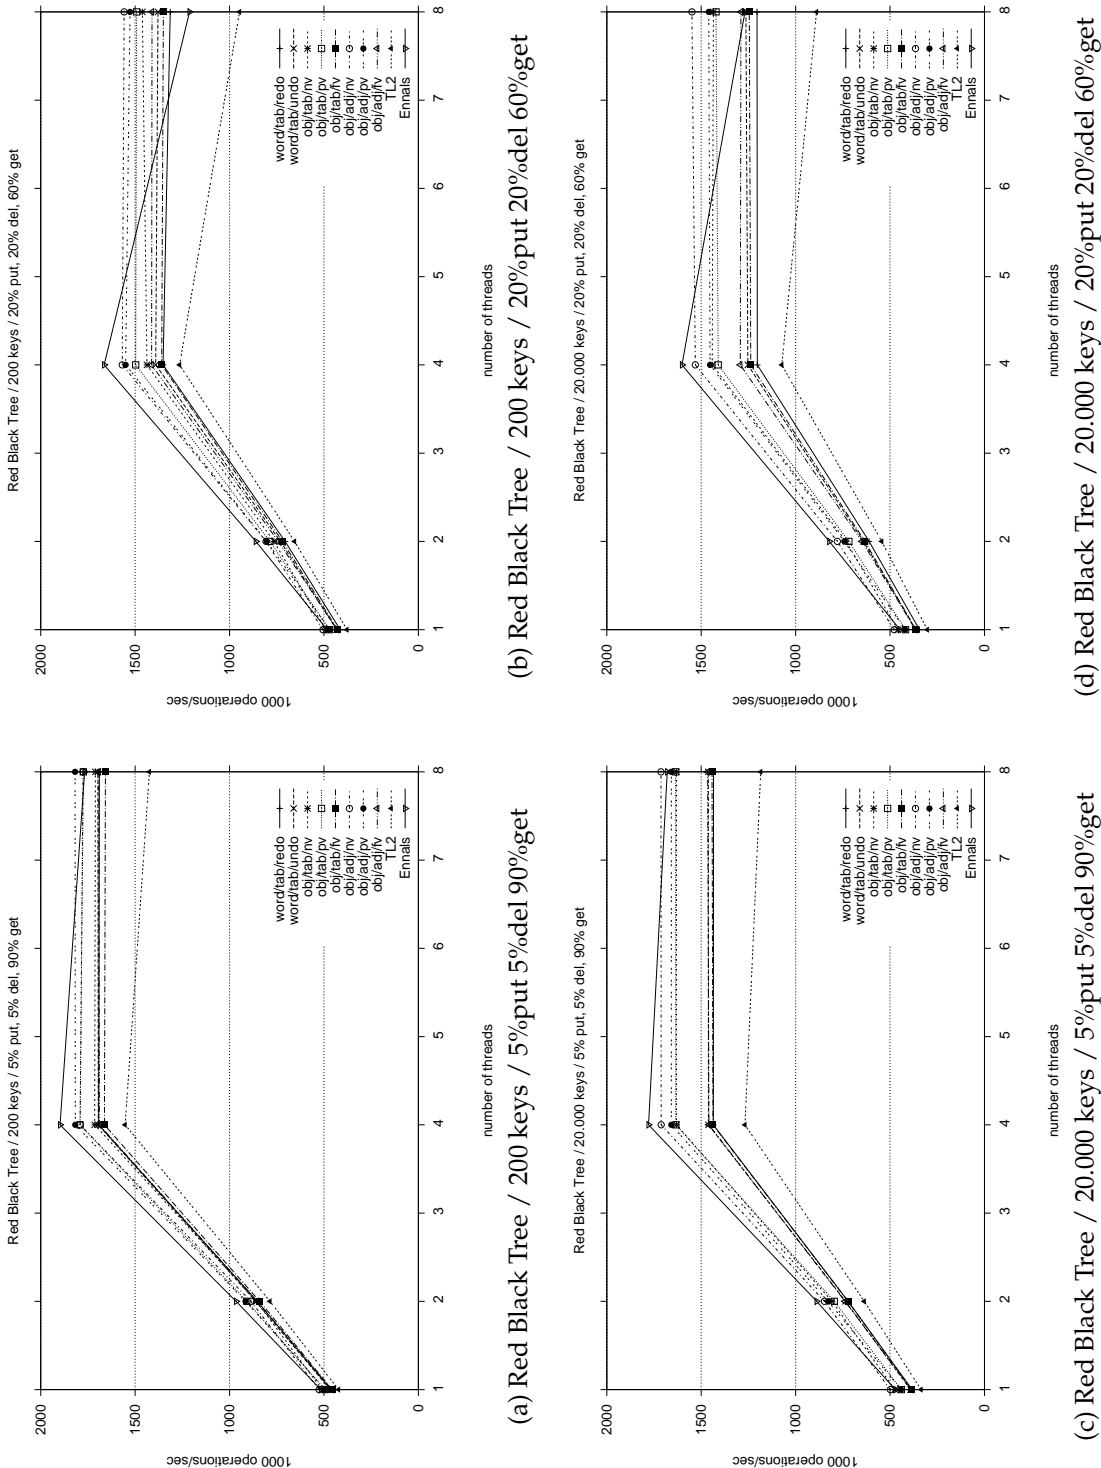 Red Black Tree / 200 keys / 5% put, 5% del, 90% get
2000
1500
1000
500
0
1000 operations/sec
1
2
3
4
5
6
7
8
number of threads
word/tab/redo
word/tab/undo
obj/tab/nv
obj/tab/pv
obj/tab/fv
obj/adj/nv
obj/adj/pv
obj/adj/fv
TL2
Ennals
(a) Red Black Tree / 200 keys / 5%put 5%del 90%get
Red Black Tree / 200 keys / 20% put, 20% del, 60% get
2000
1500
1000
500
0
1000 operations/sec
1
2
3
4
5
6
7
8
number of threads
word/tab/redo
word/tab/undo
obj/tab/nv
obj/tab/pv
obj/tab/fv
obj/adj/nv
obj/adj/pv
obj/adj/fv
TL2
Ennals
(b) Red Black Tree / 200 keys / 20%put 20%del 60%get
Red Black Tree / 20.000 keys / 5% put, 5% del, 90% get
2000
1500
1000
500
0
1000 operations/sec
1
2
3
4
5
6
7
8
number of threads
word/tab/redo
word/tab/undo
obj/tab/nv
obj/tab/pv
obj/tab/fv
obj/adj/nv
obj/adj/pv
obj/adj/fv
TL2
Ennals
(c) Red Black Tree / 20.000 keys / 5%put 5%del 90%get
Red Black Tree / 20.000 keys / 20% put, 20% del, 60% get
2000
1500
1000
500
0
1000 operations/sec
1
2
3
4
5
6
7
8
number of threads
word/tab/redo
word/tab/undo
obj/tab/nv
obj/tab/pv
obj/tab/fv
obj/adj/nv
obj/adj/pv
obj/adj/fv
TL2
Ennals
(d) Red Black Tree / 20.000 keys / 20%put 20%del 60%get